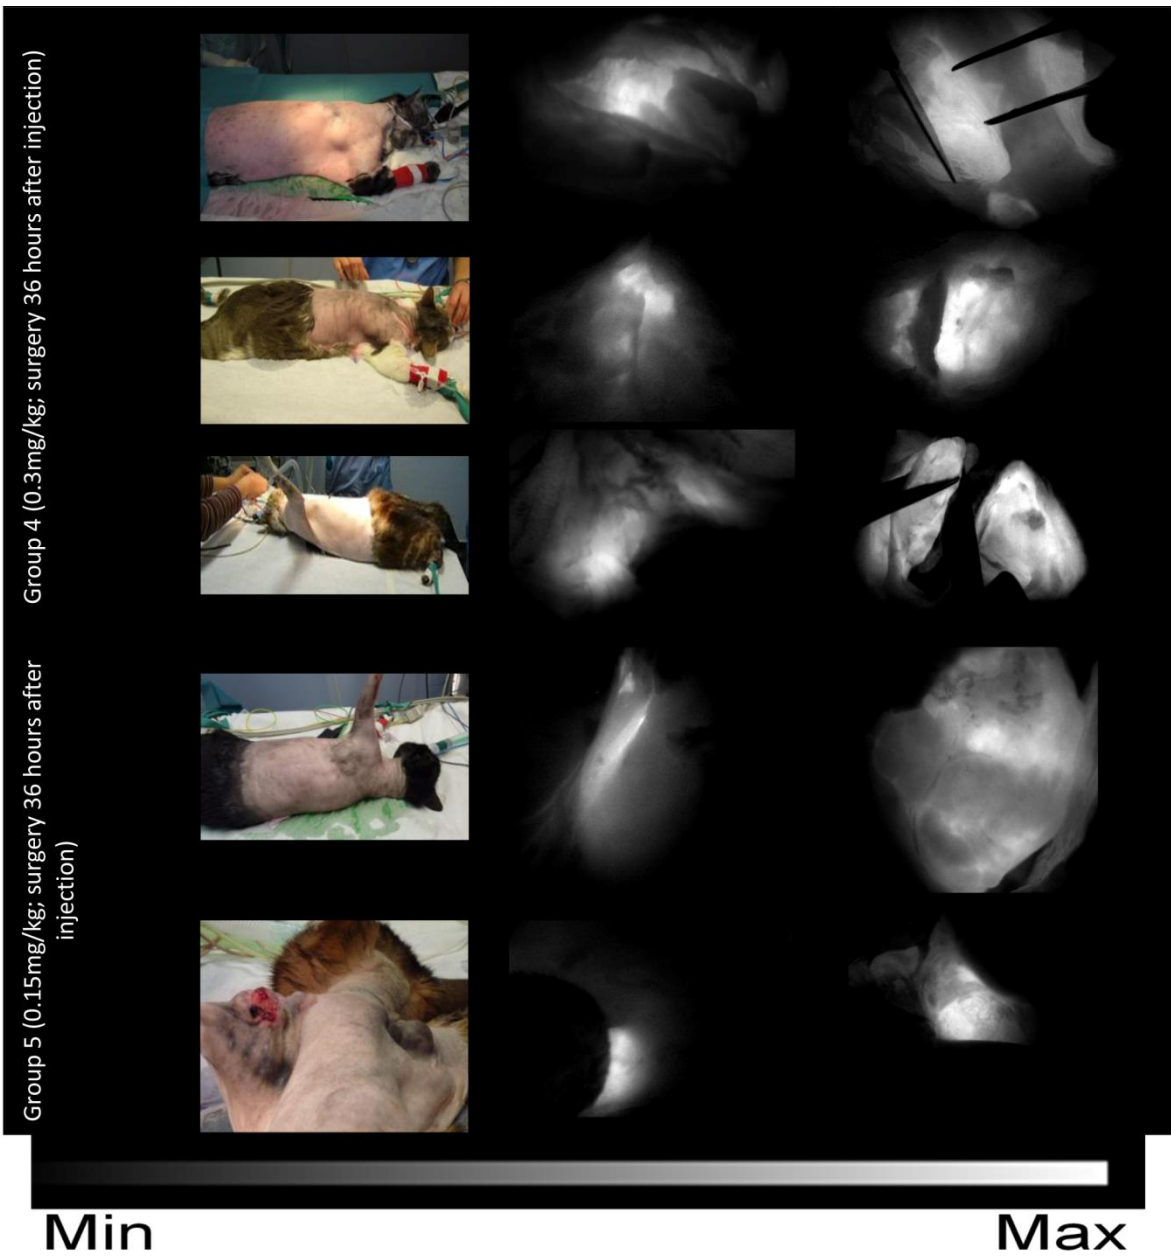 Group 4 (0.3mg/kg; surgery 36 hours after injection)
Group 5 (0.15mg/kg; surgery 36 hours after
injection)
Min
Max